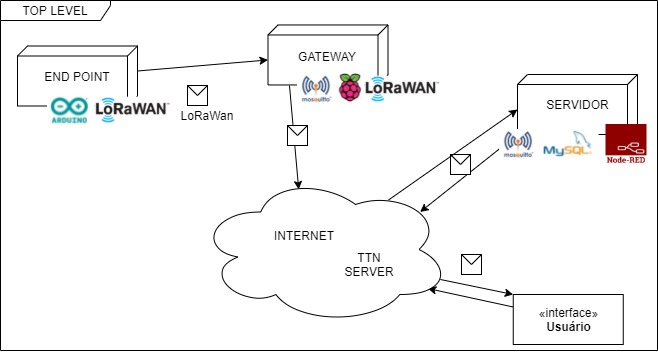 TOP LEVEL
GATEWAY
END POINT
mosquitto
LoRaWAN™
ARDUINO
LoRaWAN™
LoRaWan
SERVIDOR
mosquitto
MySQL
Node-RED
INTERNET
TTN
SERVER
«interface»
Usuário